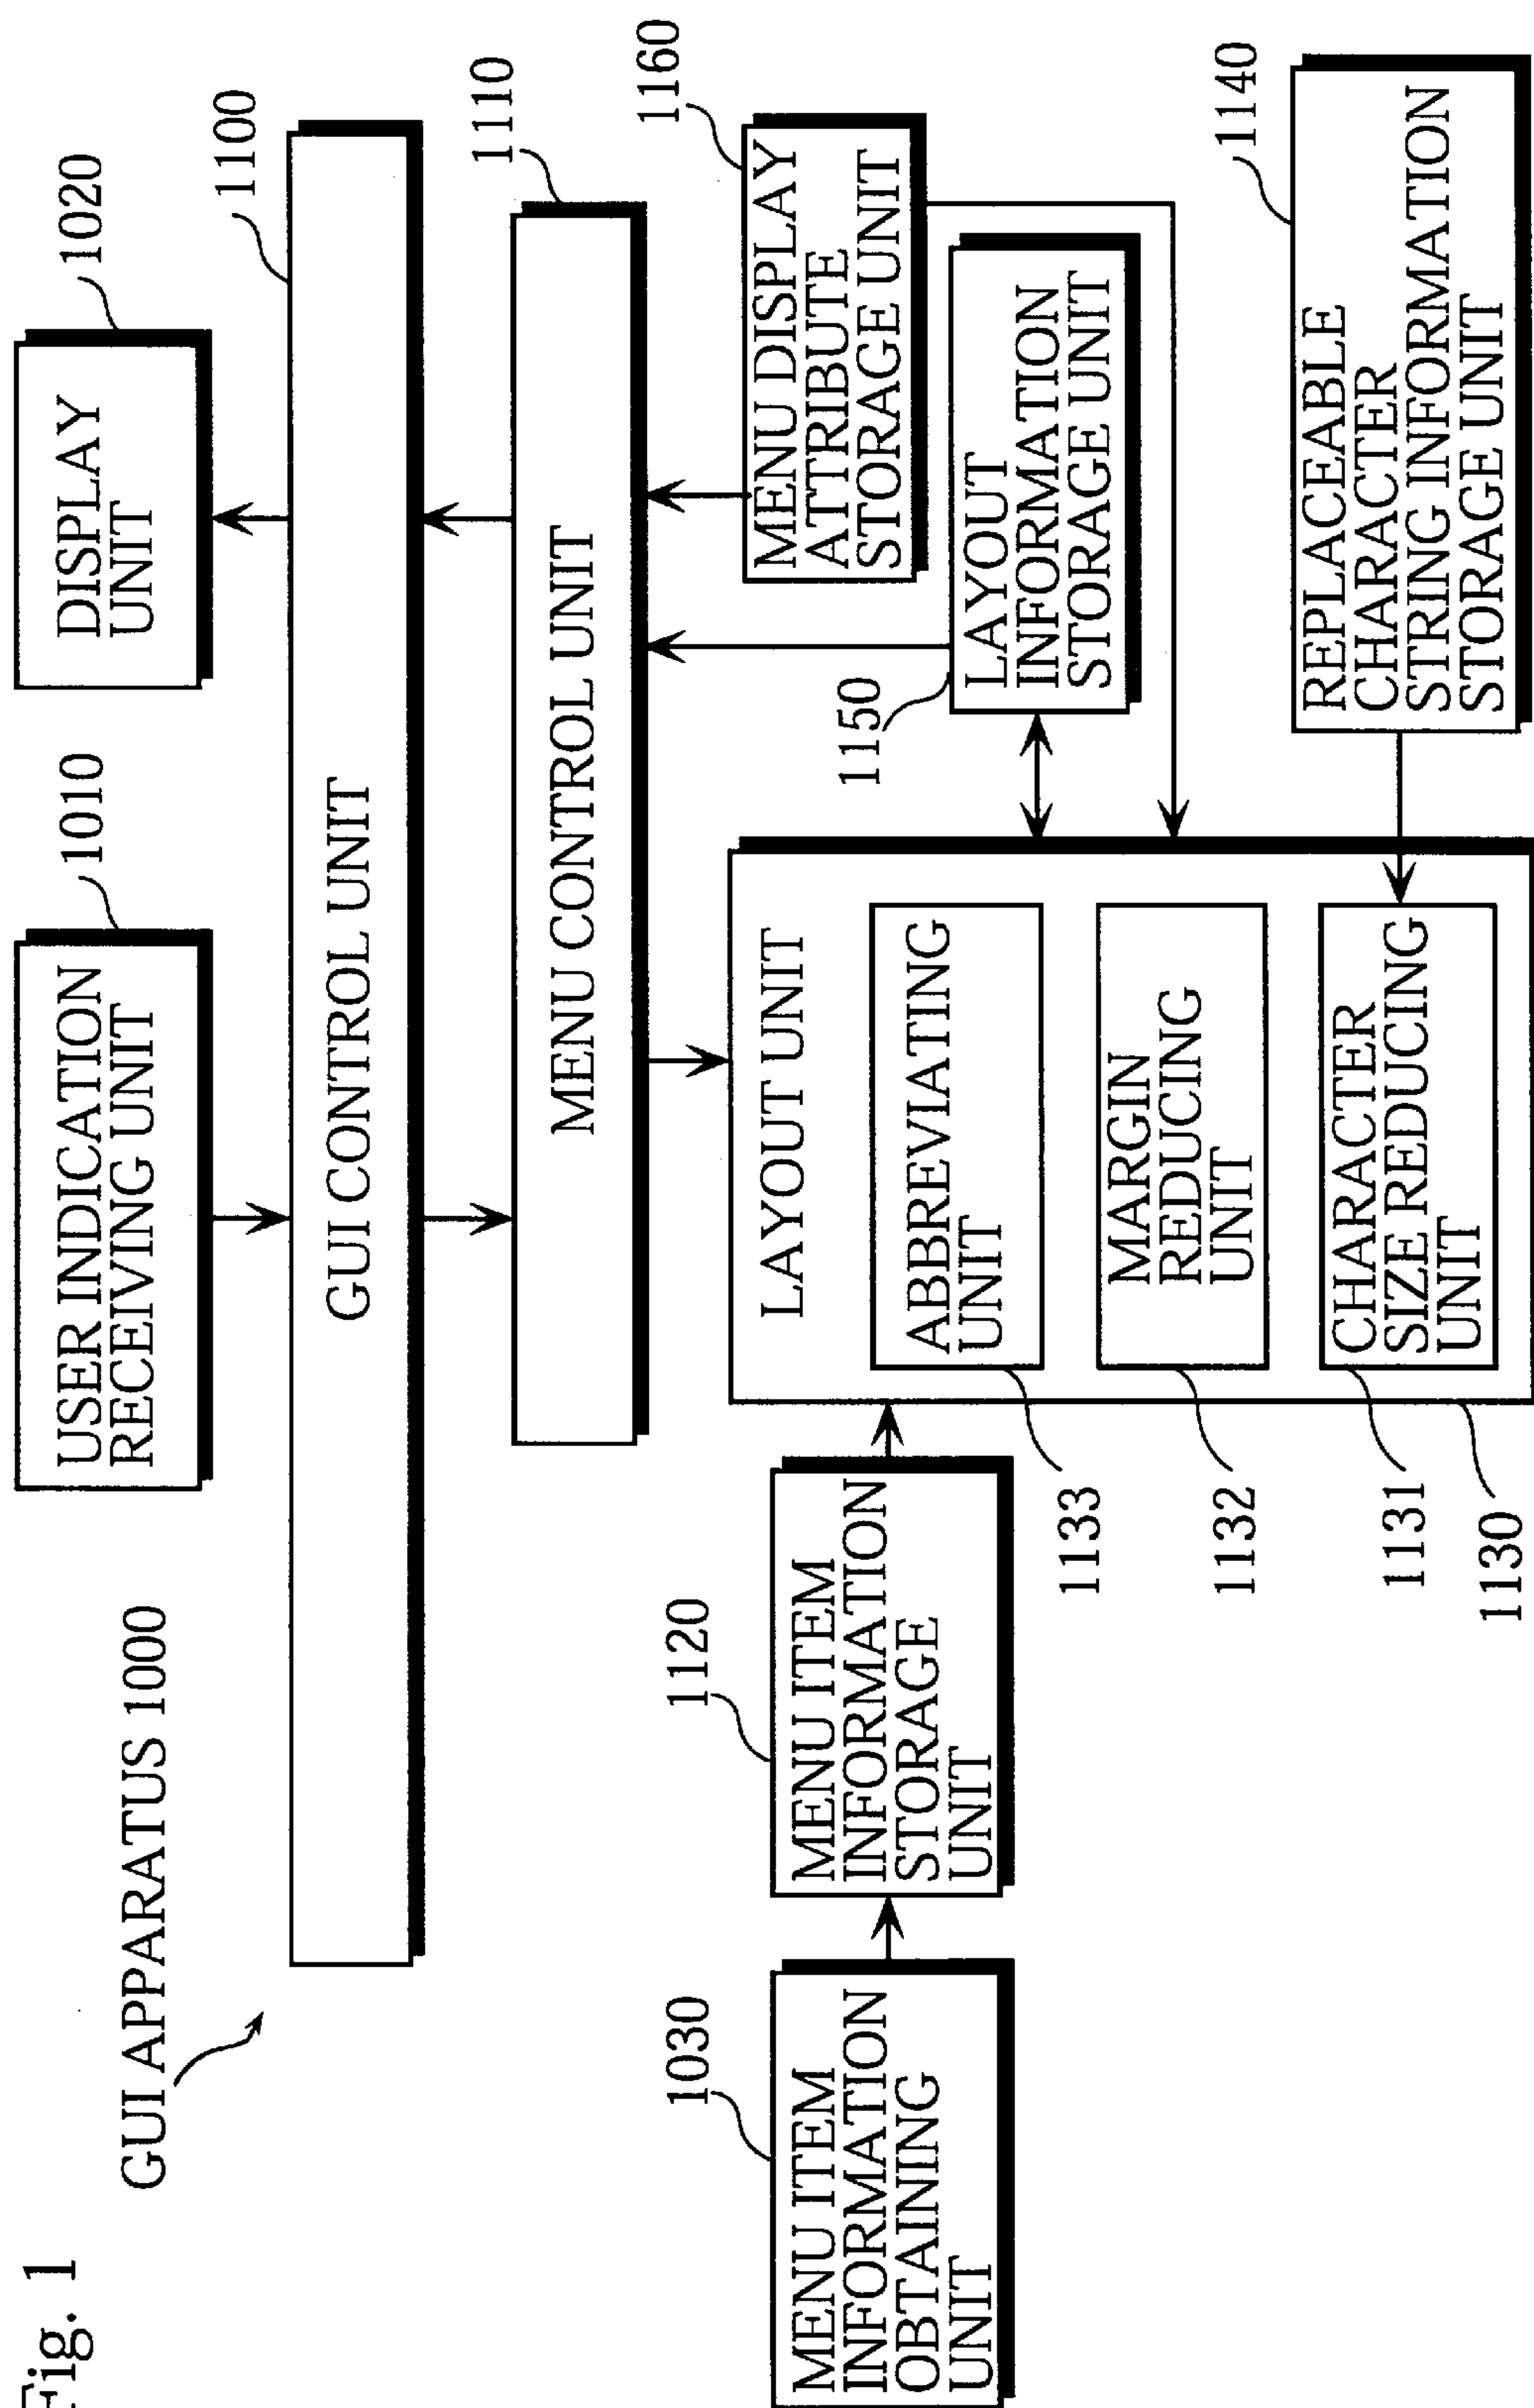 Fig. 1
GUI APPARATUS 1000
USER INDICATION
RECEIVING UNIT
1010
DISPLAY
UNIT
1020
GUI CONTROL UNIT
1100
MENU CONTROL UNIT
1110
MENU ITEM
INFORMATION
OBTAINING
UNIT
1030
MENU ITEM
INFORMATION
STORAGE
UNIT
1120
LAYOUT UNIT
ABBREVIATING
UNIT
MARGIN
REDUCING
UNIT
CHARACTER
SIZE REDUCING
UNIT
1133
1132
1131
1130
MENU DISPLAY
ATTRIBUTE
STORAGE UNIT
1160
1150
LAYOUT
INFORMATION
STORAGE UNIT
REPLACEABLE
CHARACTER
STRING INFORMATION
STORAGE UNIT
1140